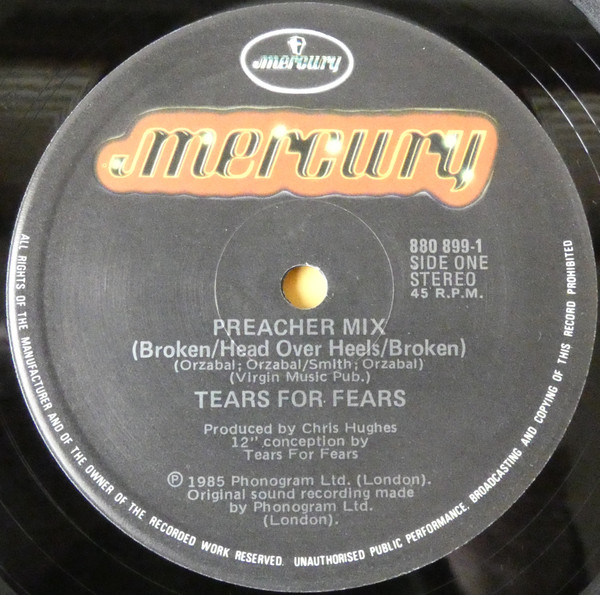 mercury
mercury
880 899-1
SIDE ONE
STEREO
45 R.P.M.
PREACHER MIX
(Broken/Head Over Heels/Broken)
(Orzabal; Orzabal/Smith; Orzabal)
(Virgin Music Pub.)
TEARS FOR FEARS
Produced by Chris Hughes
12" conception by
Tears For Fears
℗ 1985 Phonogram Ltd. (London).
Original sound recording made
by Phonogram Ltd.
(London).
ALL RIGHTS OF THE MANUFACTURER AND OF THE OWNER OF THE RECORDED WORK RESERVED. UNAUTHORISED PUBLIC PERFORMANCE, BROADCASTING AND COPYING OF THIS RECORD PROHIBITED